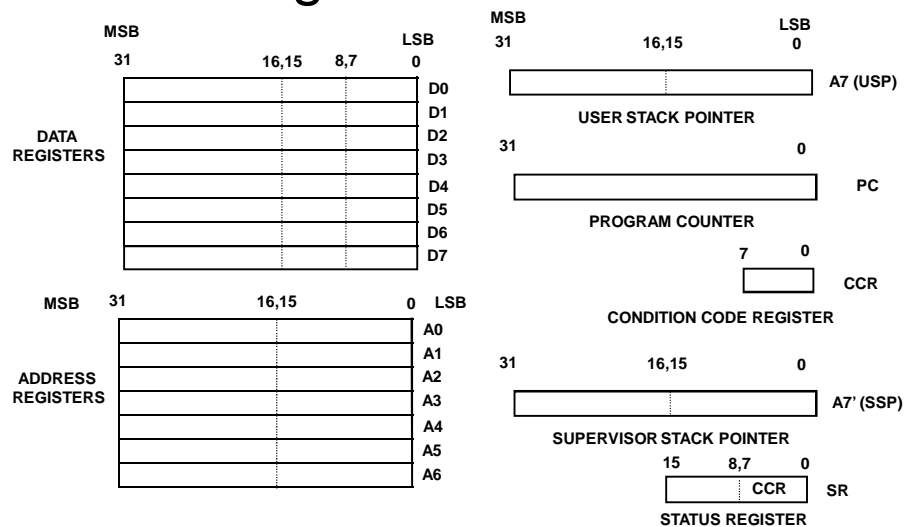 MSB
LSB
31 16,15 8,7 0
DATA
REGISTERS
D0
D1
D2
D3
D4
D5
D6
D7
MSB 31 16,15 0 LSB
ADDRESS
REGISTERS
A0
A1
A2
A3
A4
A5
A6
MSB
LSB
31 16,15 0
A7 (USP)
USER STACK POINTER
31 0
PC
PROGRAM COUNTER
7 0
CCR
CONDITION CODE REGISTER
31 16,15 0
A7' (SSP)
SUPERVISOR STACK POINTER
15 8,7 0
CCR SR
STATUS REGISTER